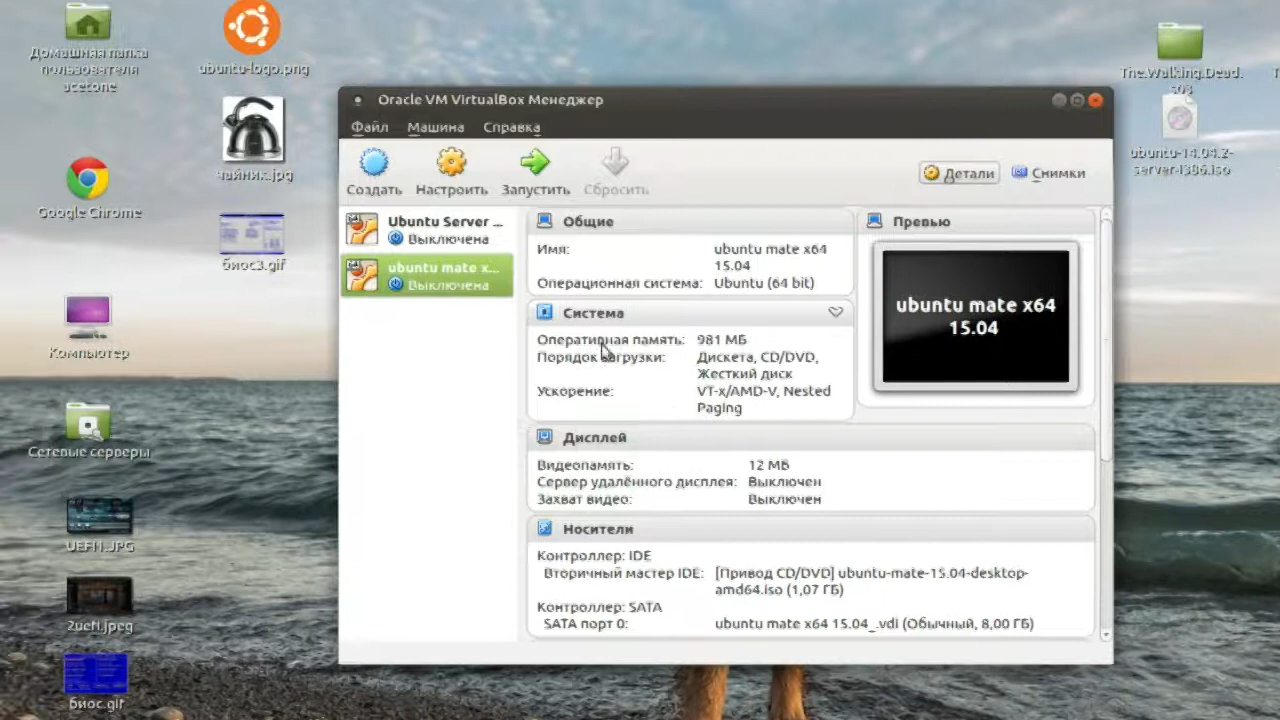 Домашняя папка
пользователя
acetone
ubuntu-logo.png
чайник.jpg
Google Chrome
биос3.gif
Компьютер
Сетевые серверы
UEFI1.JPG
2uefi.jpeg
биос.gif
The.Walking.Dead.
s03
ubuntu-14.04.2-
server-i386.iso
Oracle VM VirtualBox Менеджер
Файл Машина Справка
Создать Настроить Запустить Сбросить
Детали Снимки
Ubuntu Server ...
Выключена
ubuntu mate x...
Выключена
Общие
Имя: ubuntu mate x64
15.04
Операционная система: Ubuntu (64 bit)
Превью
ubuntu mate x64
15.04
Система
Оперативная память: 981 МБ
Порядок загрузки: Дискета, CD/DVD,
Жесткий диск
Ускорение: VT-x/AMD-V, Nested
Paging
Дисплей
Видеопамять: 12 МБ
Сервер удалённого дисплея: Выключен
Захват видео: Выключен
Носители
Контроллер: IDE
Вторичный мастер IDE: [Привод CD/DVD] ubuntu-mate-15.04-desktop-
amd64.iso (1,07 ГБ)
Контроллер: SATA
SATA порт 0: ubuntu mate x64 15.04_.vdi (Обычный, 8,00 ГБ)